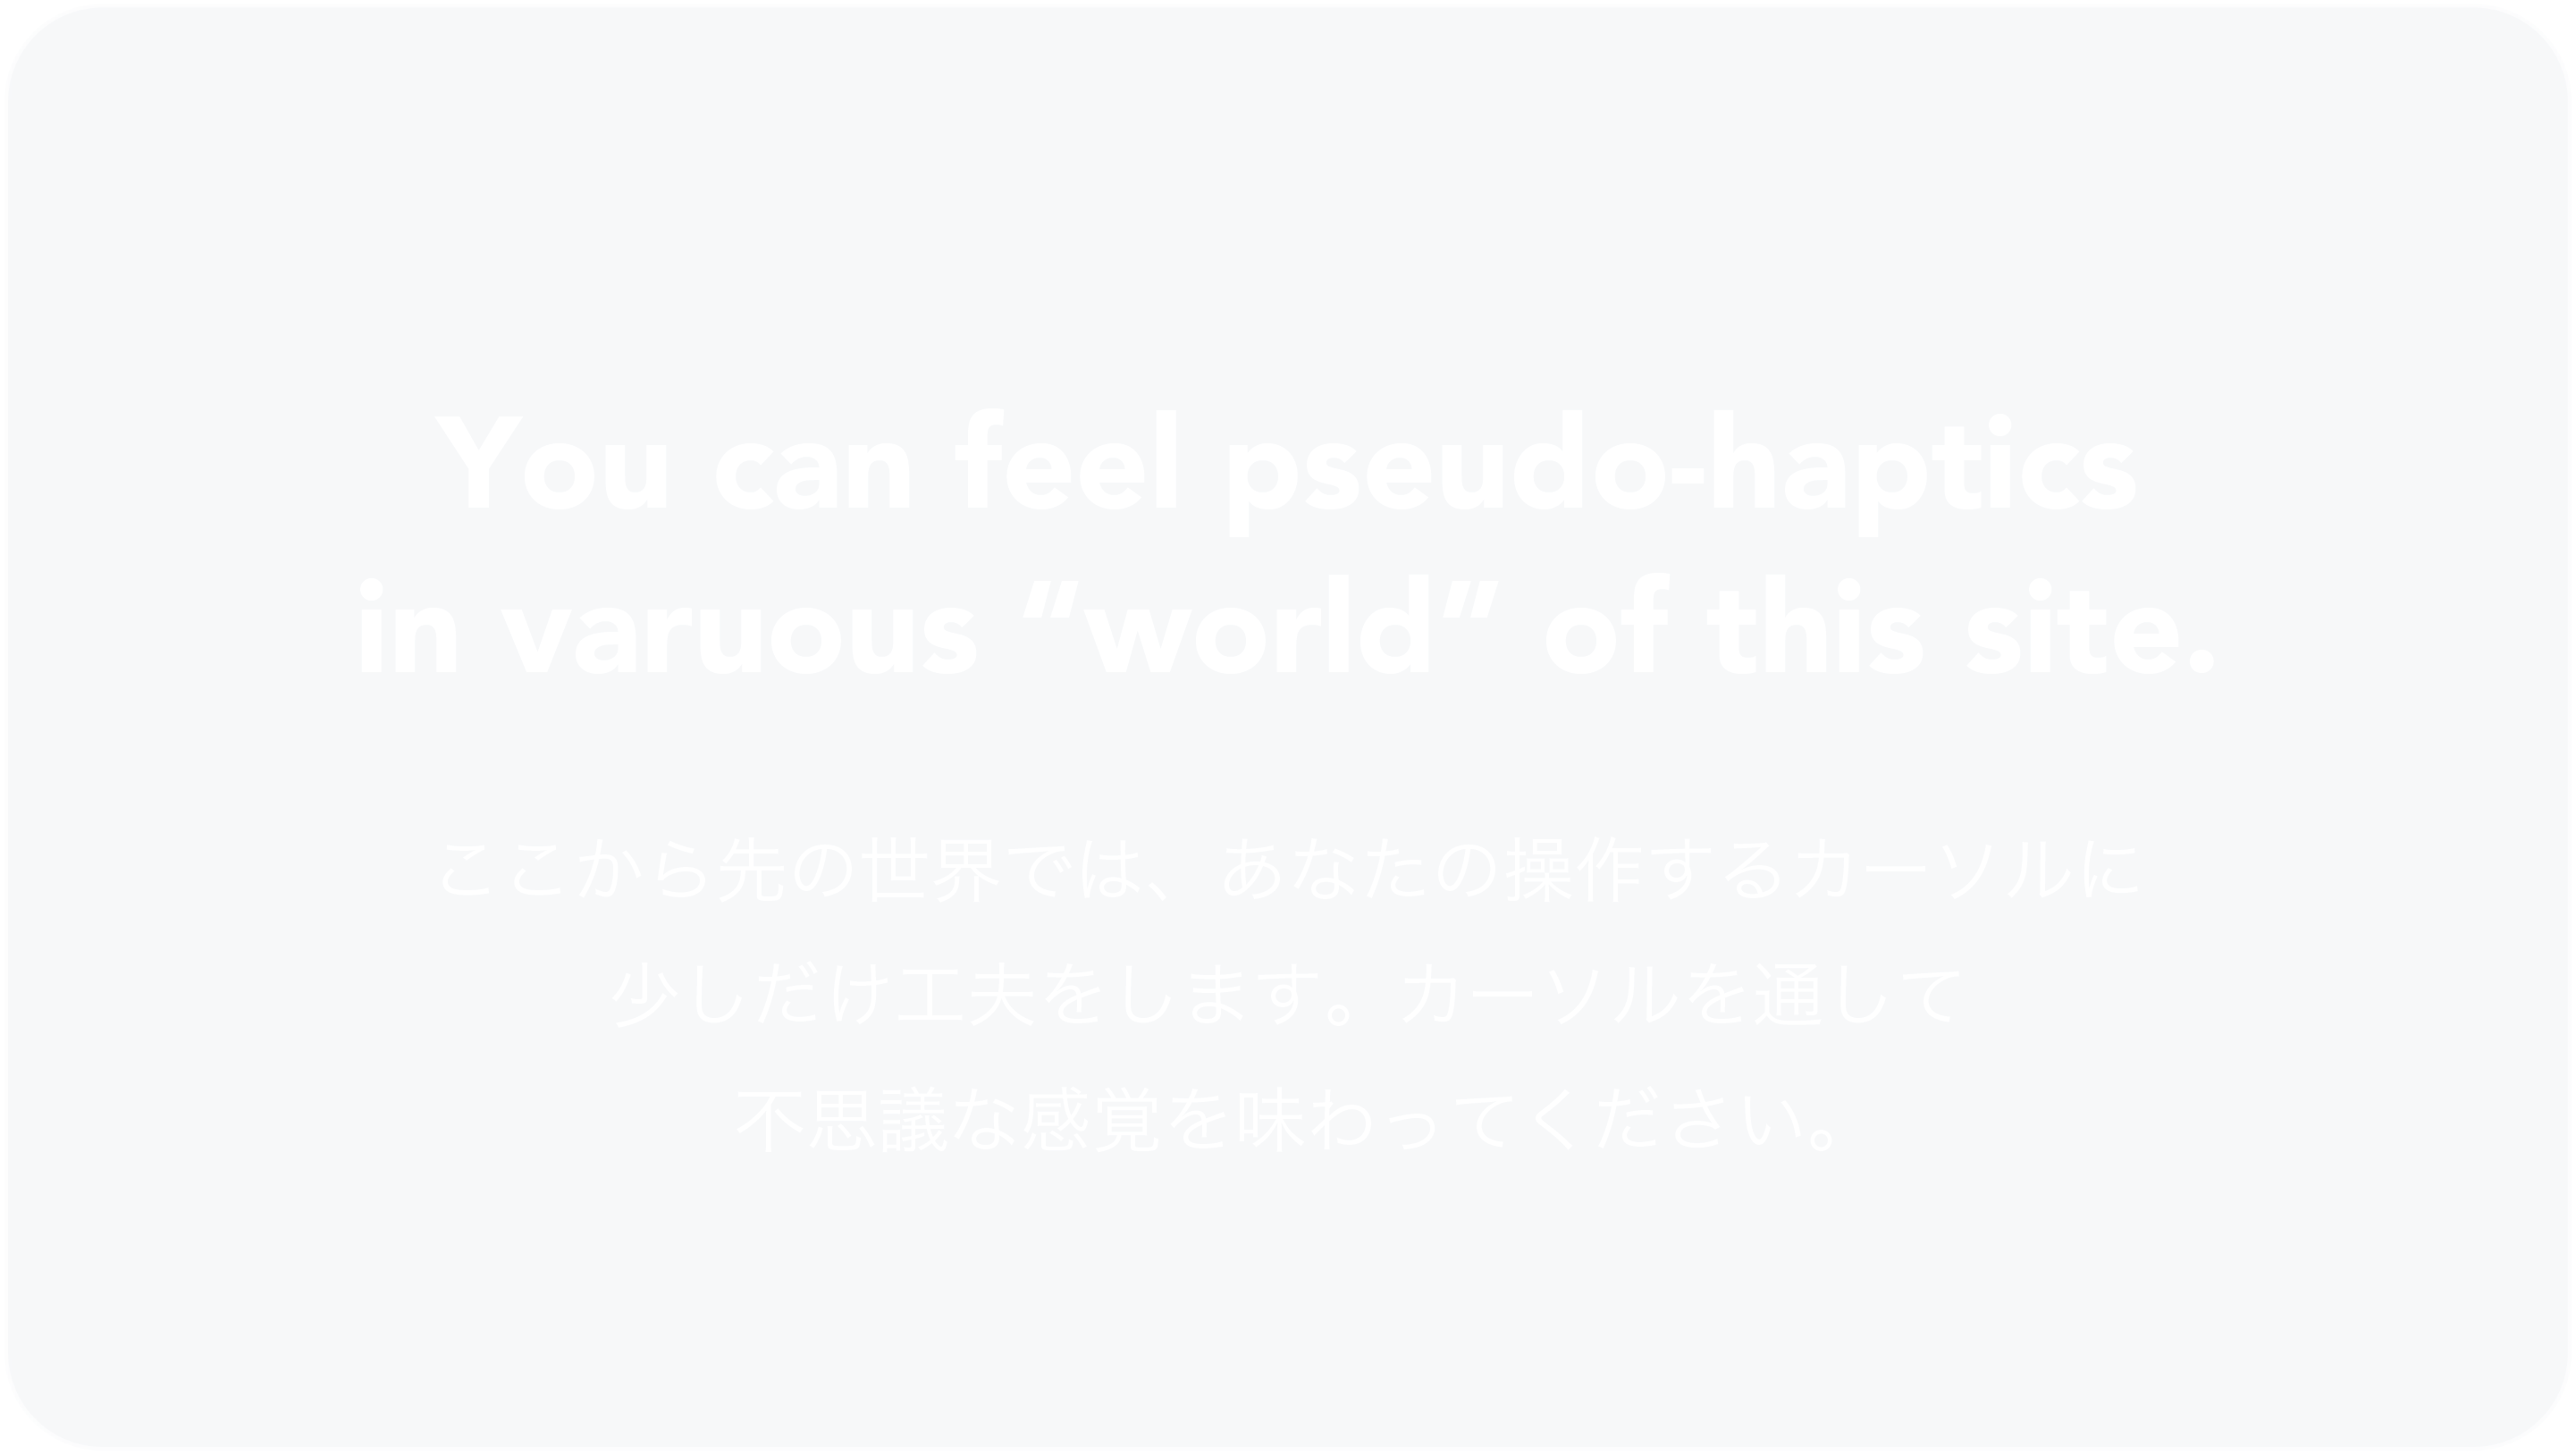 You can feel pseudo-haptics
in varuous “world” of this site.
ここから先の世界では、あなたの操作するカーソルに
少しだけ工夫をします。カーソルを通して
不思議な感覚を味わってください。